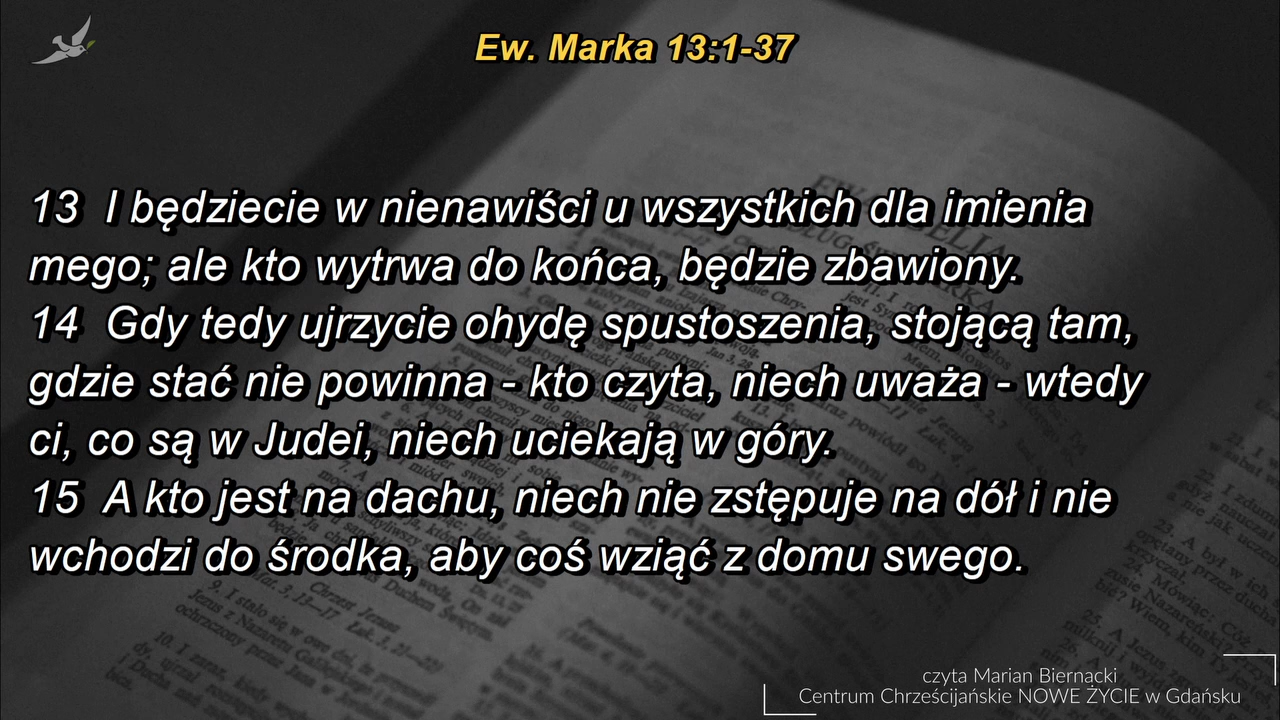 Ew. Marka 13:1-37
13 I będziecie w nienawiści u wszystkich dla imienia
mego; ale kto wytrwa do końca, będzie zbawiony.
14 Gdy tedy ujrzycie ohydę spustoszenia, stojącą tam,
gdzie stać nie powinna - kto czyta, niech uważa - wtedy
ci, co są w Judei, niech uciekają w góry.
15 A kto jest na dachu, niech nie zstępuje na dół i nie
wchodzi do środka, aby coś wziąć z domu swego.
czyta Marian Biernacki
Centrum Chrześcijańskie NOWE ŻYCIE w Gdańsku